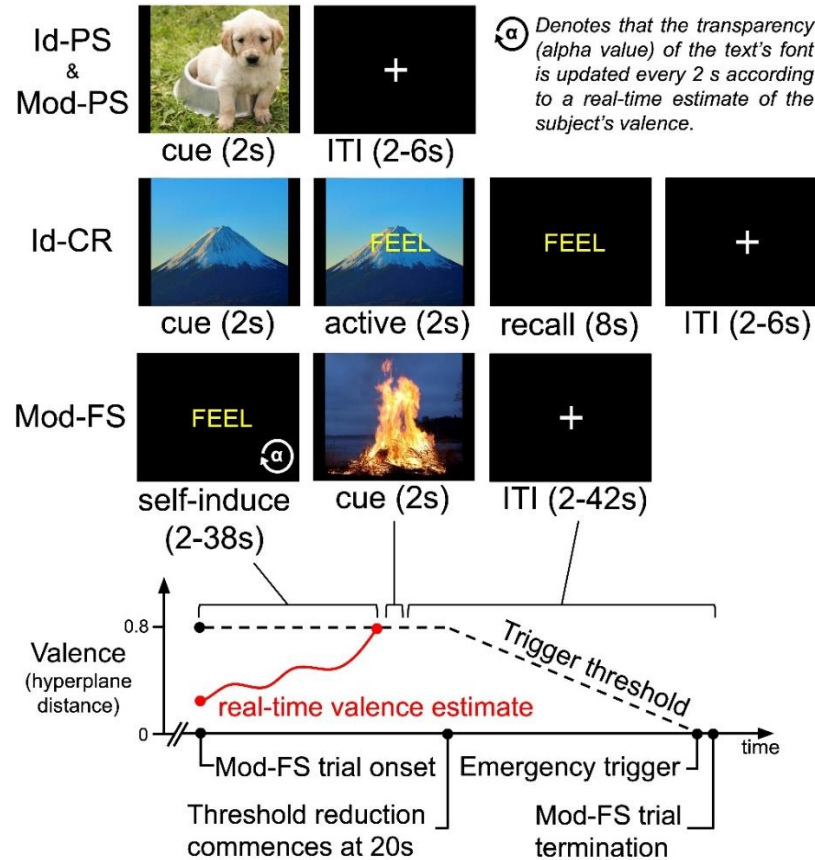 Id-PS
&
Mod-PS
cue (2s)
ITI (2-6s)
α
Denotes that the transparency
(alpha value) of the text's font
is updated every 2 s according
to a real-time estimate of the
subject's valence.
Id-CR
FEEL
FEEL
cue (2s)
active (2s)
recall (8s)
ITI (2-6s)
Mod-FS
FEEL
α
self-induce
(2-38s)
cue (2s)
ITI (2-42s)
0.8
Valence
(hyperplane
distance)
0
Trigger threshold
real-time valence estimate
time
Mod-FS trial onset
Emergency trigger
Threshold reduction
commences at 20s
Mod-FS trial
termination